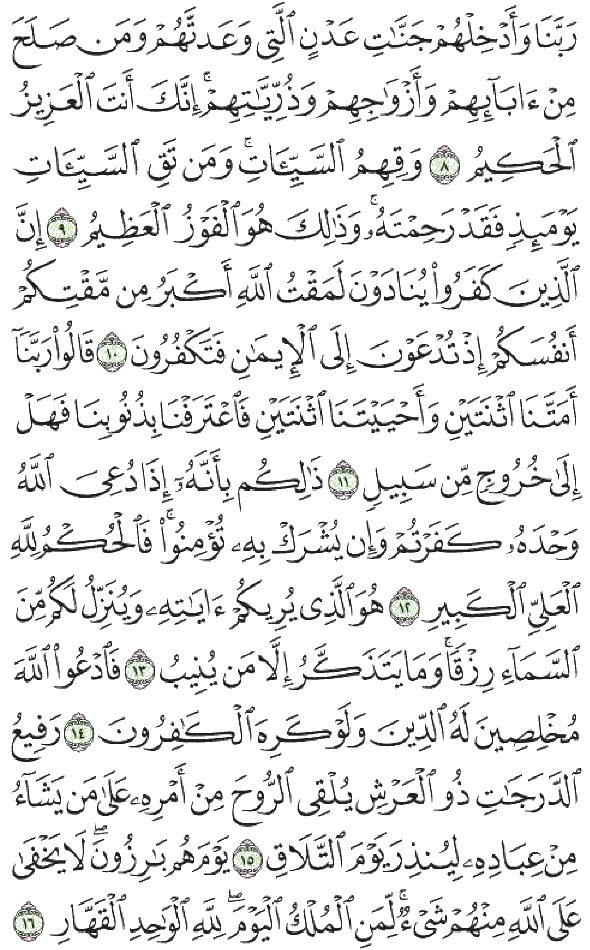 رَبَّنَا وَأَدْخِلْهُمْ جَنَّٰتِ عَدْنٍ ٱلَّتِى وَعَدتَّهُمْ وَمَن صَلَحَ
مِنْ ءَابَآئِهِمْ وَأَزْوَٰجِهِمْ وَذُرِّيَّٰتِهِمْ ۚ إِنَّكَ أَنتَ ٱلْعَزِيزُ
ٱلْحَكِيمُ ٨ وَقِهِمُ ٱلسَّيِّـَٔاتِ ۚ وَمَن تَقِ ٱلسَّيِّـَٔاتِ
يَوْمَئِذٍ فَقَدْ رَحِمْتَهُۥ ۚ وَذَٰلِكَ هُوَ ٱلْفَوْزُ ٱلْعَظِيمُ ٩ إِنَّ
ٱلَّذِينَ كَفَرُوا۟ يُنَادَوْنَ لَمَقْتُ ٱللَّهِ أَكْبَرُ مِن مَّقْتِكُمْ
أَنفُسَكُمْ إِذْ تُدْعَوْنَ إِلَى ٱلْإِيمَٰنِ فَتَكْفُرُونَ ١٠ قَالُوا۟ رَبَّنَآ
أَمَتَّنَا ٱثْنَتَيْنِ وَأَحْيَيْتَنَا ٱثْنَتَيْنِ فَٱعْتَرَفْنَا بِذُنُوبِنَا فَهَلْ
إِلَىٰ خُرُوجٍ مِّن سَبِيلٍ ١١ ذَٰلِكُم بِأَنَّهُۥٓ إِذَا دُعِىَ ٱللَّهُ
وَحْدَهُۥ كَفَرْتُمْ وَإِن يُشْرَكْ بِهِۦ تُؤْمِنُوا۟ ۚ فَٱلْحُكْمُ لِلَّهِ
ٱلْعَلِىِّ ٱلْكَبِيرِ ١٢ هُوَ ٱلَّذِى يُرِيكُمْ ءَايَٰتِهِۦ وَيُنَزِّلُ لَكُم مِّنَ
ٱلسَّمَآءِ رِزْقًا ۚ وَمَا يَتَذَكَّرُ إِلَّا مَن يُنِيبُ ١٣ فَٱدْعُوا۟ ٱللَّهَ
مُخْلِصِينَ لَهُ ٱلدِّينَ وَلَوْ كَرِهَ ٱلْكَٰفِرُونَ ١٤ رَفِيعُ
ٱلدَّرَجَٰتِ ذُو ٱلْعَرْشِ يُلْقِى ٱلرُّوحَ مِنْ أَمْرِهِۦ عَلَىٰ مَن يَشَآءُ
مِنْ عِبَادِهِۦ لِيُنذِرَ يَوْمَ ٱلتَّلَاقِ ١٥ يَوْمَ هُم بَٰرِزُونَ ۖ لَا يَخْفَىٰ
عَلَى ٱللَّهِ مِنْهُمْ شَىْءٌ ۚ لِّمَنِ ٱلْمُلْكُ ٱلْيَوْمَ ۖ لِلَّهِ ٱلْوَٰحِدِ ٱلْقَهَّارِ ١٦